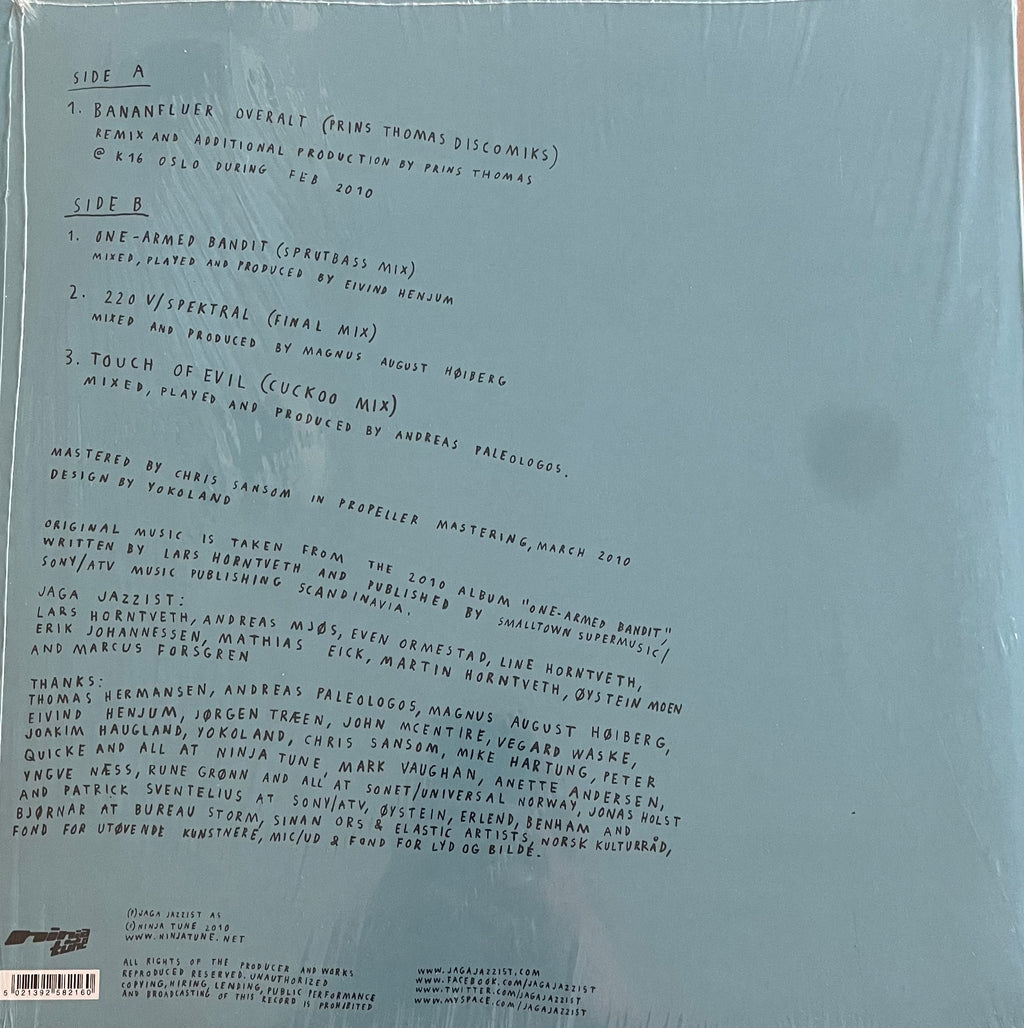 SIDE A
1. BANANFLUER OVERALT (PRINS THOMAS DISCOMIKS)
REMIX AND ADDITIONAL PRODUCTION BY PRINS THOMAS
@ K16 OSLO DURING FEB 2010
SIDE B
1. ONE-ARMED BANDIT (SPRUTBASS MIX)
MIXED, PLAYED AND PRODUCED BY EIVIND HENJUM
2. 220 V/SPEKTRAL (FINAL MIX)
MIXED AND PRODUCED BY MAGNUS AUGUST HØIBERG
3. TOUCH OF EVIL (CUCKOO MIX)
MIXED, PLAYED AND PRODUCED BY ANDREAS PALEOLOGOS.
MASTERED BY CHRIS SANSOM IN PROPELLER MASTERING, MARCH 2010
DESIGN BY YOKOLAND
ORIGINAL MUSIC IS TAKEN FROM THE 2010 ALBUM "ONE-ARMED BANDIT",
WRITTEN BY LARS HORNTVETH AND PUBLISHED BY SMALLTOWN SUPERMUSIC/
SONY/ATV MUSIC PUBLISHING SCANDINAVIA.
JAGA JAZZIST:
LARS HORNTVETH, ANDREAS MJØS, EVEN ORMESTAD, LINE HORNTVETH,
ERIK JOHANNESSEN, MATHIAS EICK, MARTIN HORNTVETH, ØYSTEIN MOEN
AND MARCUS FORSGREN
THANKS:
THOMAS HERMANSEN, ANDREAS PALEOLOGOS, MAGNUS AUGUST HØIBERG,
EIVIND HENJUM, JØRGEN TRÆEN, JOHN MCENTIRE, VEGARD WASKE,
JOAKIM HAUGLAND, YOKOLAND, CHRIS SANSOM, MIKE HARTUNG, PETER
QUICKE AND ALL AT NINJA TUNE, MARK VAUGHAN, ANETTE ANDERSEN,
YNGVE NÆSS, RUNE GRØNN AND ALL AT SONET/UNIVERSAL NORWAY, JONAS HOLST
AND PATRICK SVENTELIUS AT SONY/ATV, ØYSTEIN, ERLEND, BENHAM AND
BJØRNAR AT BUREAU STORM, SINAN ORS & ELASTIC ARTISTS, NORSK KULTURRÅD,
FOND FOR UTØVENDE KUNSTNERE, MIC/UD & FOND FOR LYD OG BILDE.
ninja tune
(P)JAGA JAZZIST AS
(C)NINJA TUNE 2010
WWW.NINJATUNE.NET
ALL RIGHTS OF THE PRODUCER AND WORKS
REPRODUCED RESERVED. UNAUTHORIZED
COPYING, HIRING, LENDING, PUBLIC PERFORMANCE
AND BROADCASTING OF THIS RECORD IS PROHIBITED
WWW.JAGAJAZZIST.COM
WWW.FACEBOOK.COM/JAGAJAZZIST
WWW.TWITTER.COM/JAGAJAZZIST
WWW.MYSPACE.COM/JAGAJAZZIST
5 021392 582160